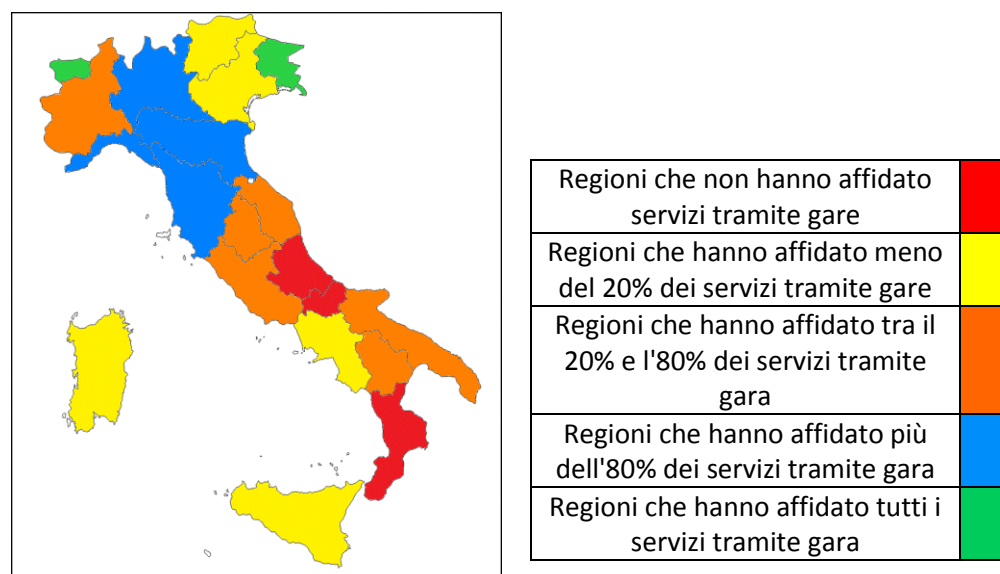 Regioni che non hanno affidato
servizi tramite gare
Regioni che hanno affidato meno
del 20% dei servizi tramite gare
Regioni che hanno affidato tra il
20% e l'80% dei servizi tramite
gara
Regioni che hanno affidato più
dell'80% dei servizi tramite gara
Regioni che hanno affidato tutti i
servizi tramite gara